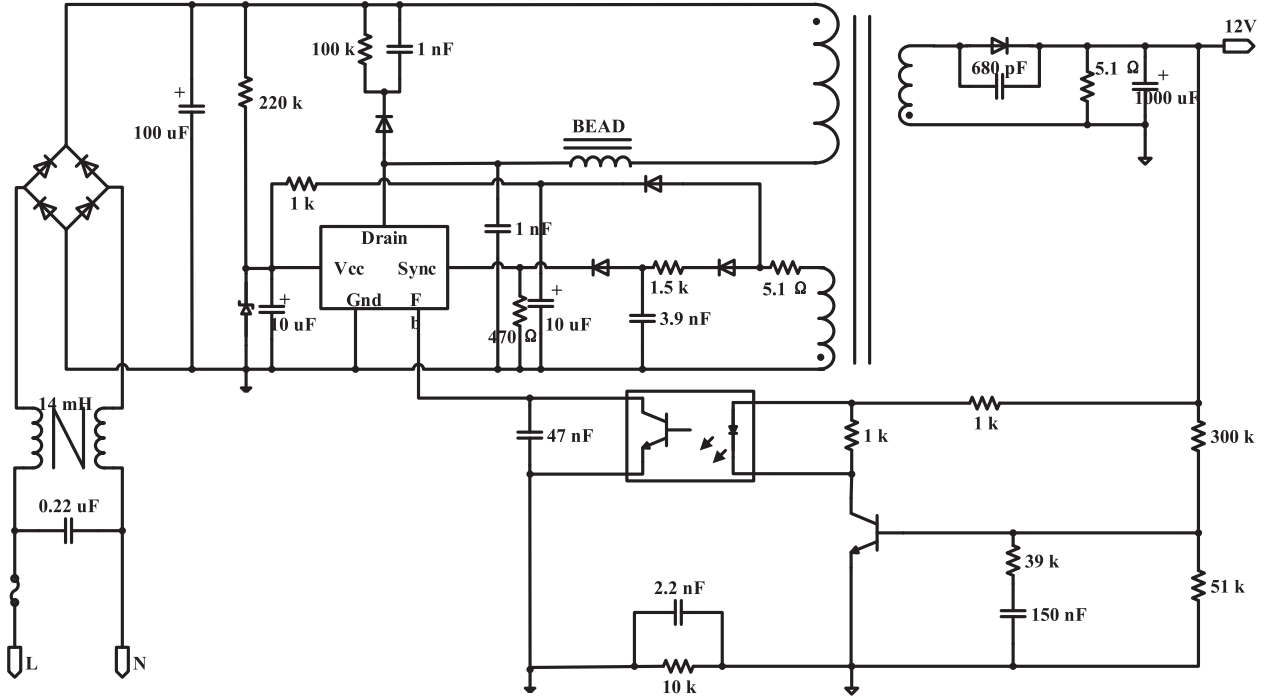 12V
100 k
1 nF
680 pF
5.1 Ω
+
1000 uF
+
100 uF
220 k
BEAD
1 k
1 nF
Drain
Vcc
Sync
Gnd
F
b
+
10 uF
470 Ω
+
10 uF
1.5 k
5.1 Ω
3.9 nF
14 mH
47 nF
1 k
1 k
300 k
0.22 uF
39 k
51 k
2.2 nF
150 nF
10 k
L
N